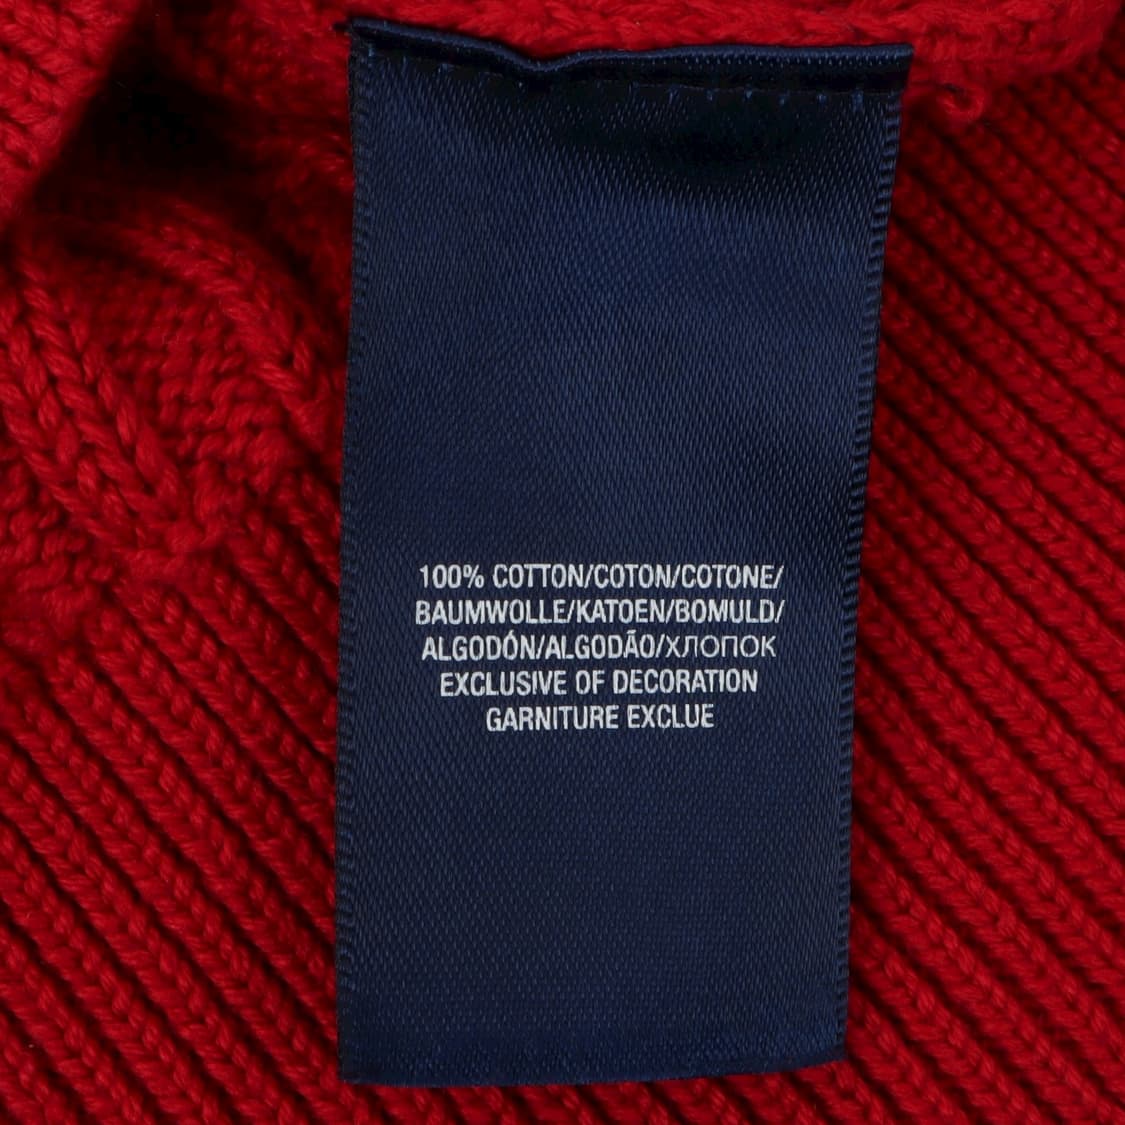 100% COTTON/COTON/COTONE/
BAUMWOLLE/KATOEN/BOMULD/
ALGODÓN/ALGODÃO/ХЛОПОК
EXCLUSIVE OF DECORATION
GARNITURE EXCLUE